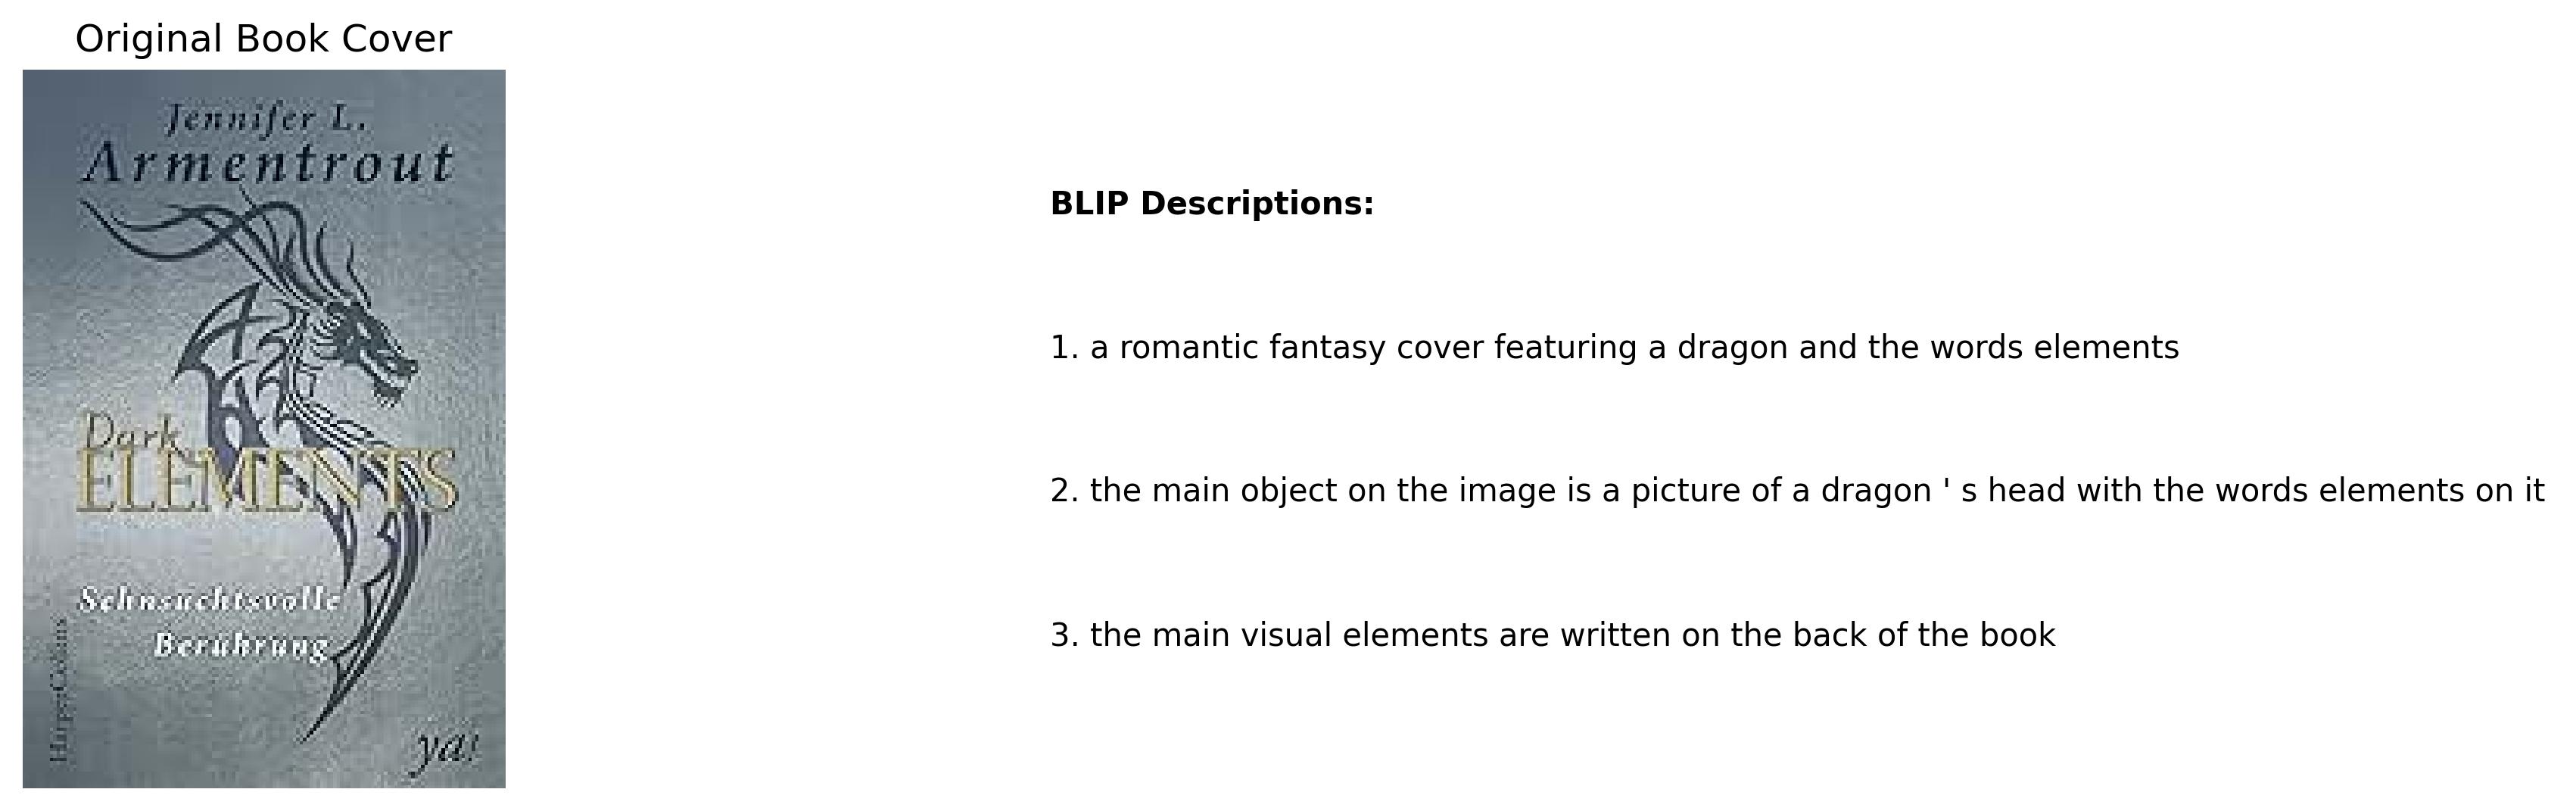 Original Book Cover
Jennifer L.
Armentrout
Dark
ELEMENTS
Sehnsuchtsvolle
Berührung
HarperCollins
ya!
BLIP Descriptions:
1. a romantic fantasy cover featuring a dragon and the words elements
2. the main object on the image is a picture of a dragon ' s head with the words elements on it
3. the main visual elements are written on the back of the book